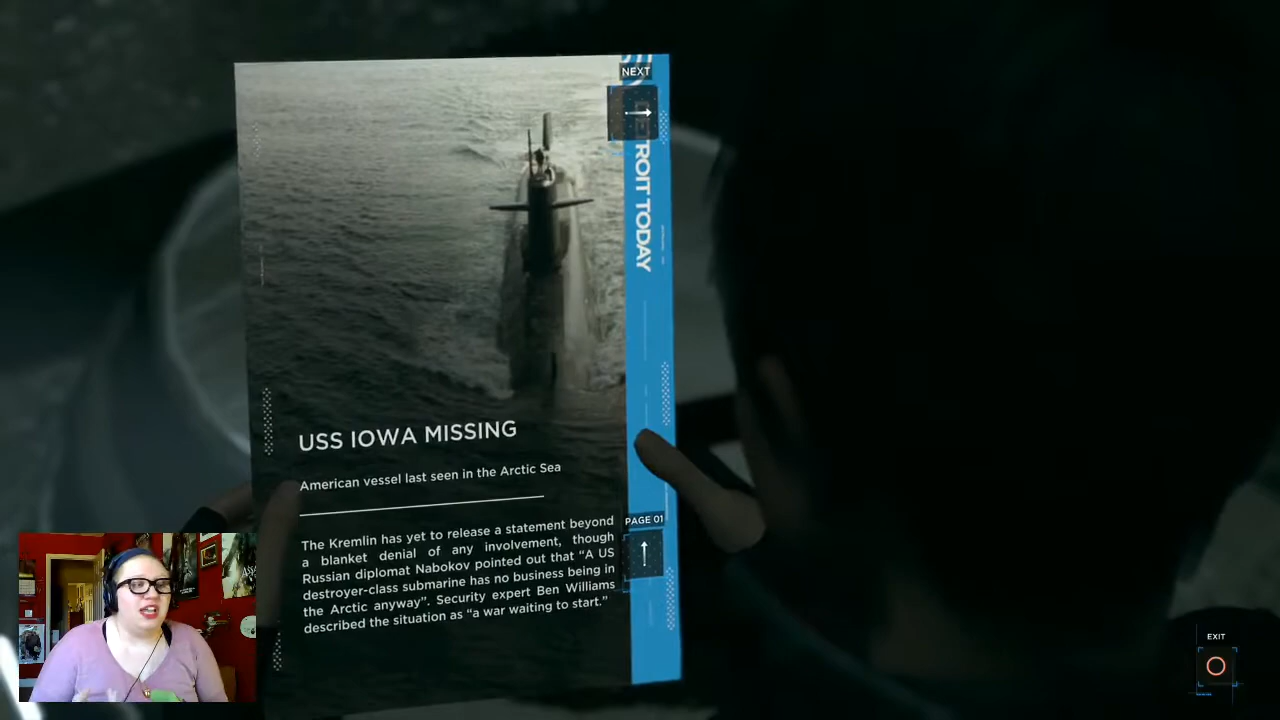 NEXT
DETROIT TODAY
USS IOWA MISSING
American vessel last seen in the Arctic Sea
The Kremlin has yet to release a statement beyond
a blanket denial of any involvement, though
Russian diplomat Nabokov pointed out that “A US
destroyer-class submarine has no business being in
the Arctic anyway”. Security expert Ben Williams
described the situation as “a war waiting to start.”
PAGE 01
EXIT